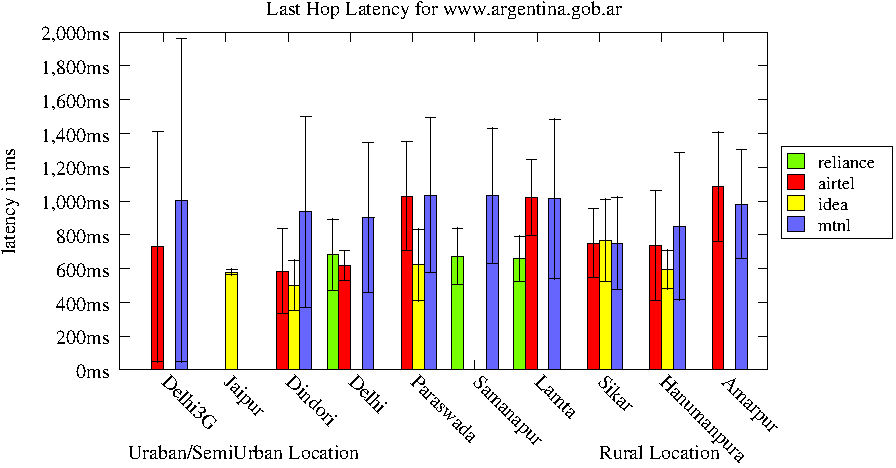 Last Hop Latency for www.argentina.gob.ar
latency in ms
2,000ms
1,800ms
1,600ms
1,400ms
1,200ms
1,000ms
800ms
600ms
400ms
200ms
0ms
reliance
airtel
idea
mtnl
Delhi3G
Jaipur
Dindori
Delhi
Paraswada
Samanapur
Lamta
Sikar
Hanumanpura
Amarpur
Uraban/SemiUrban Location
Rural Location